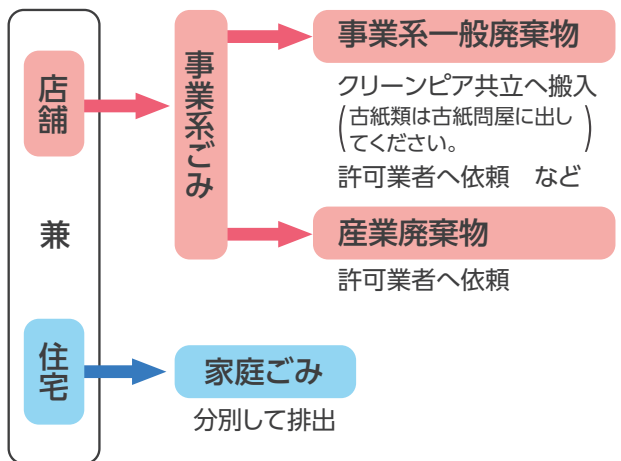 店舗
兼
住宅
事業系ごみ
事業系一般廃棄物
クリーンピア共立へ搬入
(古紙類は古紙問屋に出し
てください。)
許可業者へ依頼　など
産業廃棄物
許可業者へ依頼
家庭ごみ
分別して排出